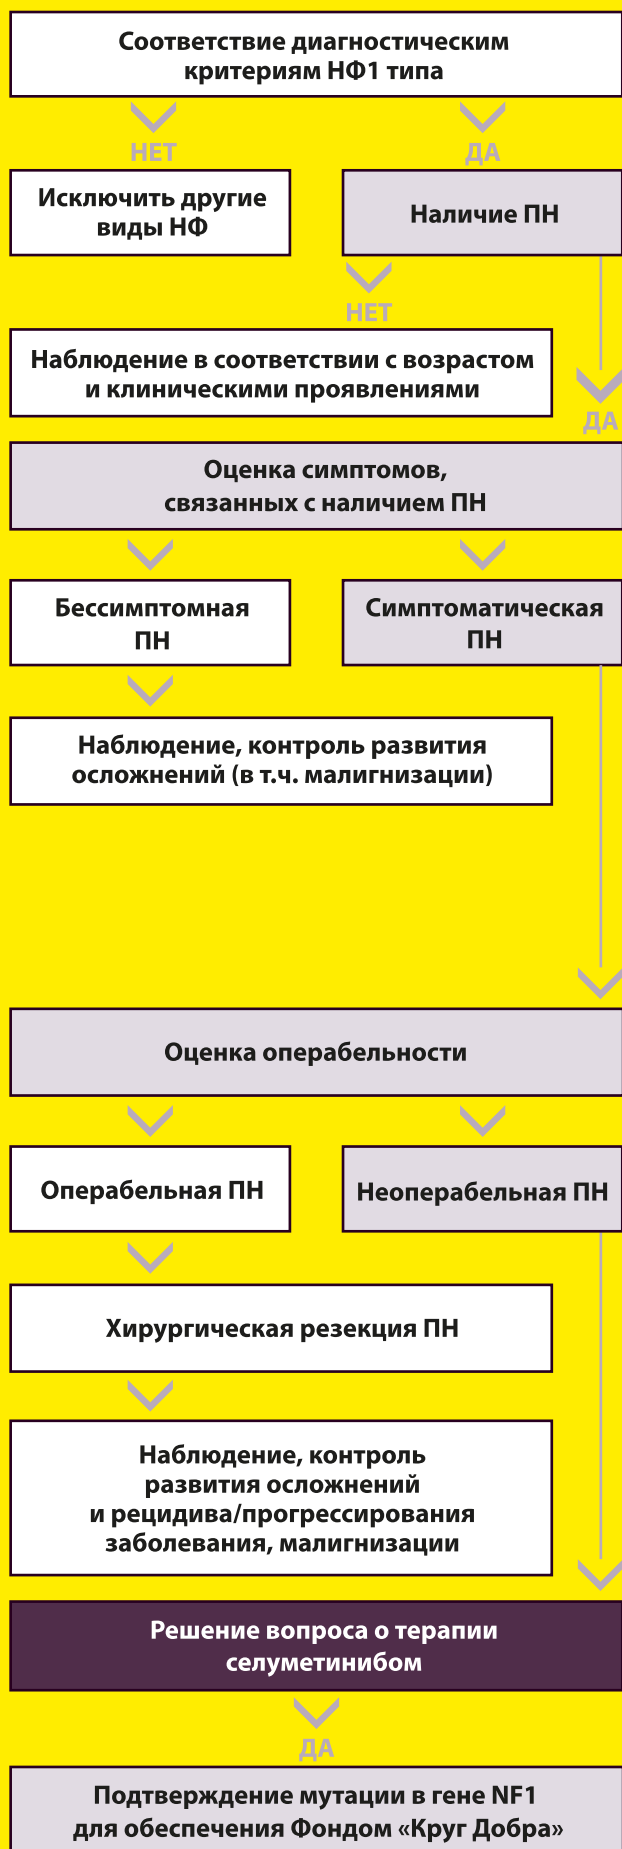 Соответствие диагностическим
критериям НФ1 типа
НЕТ
ДА
Исключить другие
виды НФ
Наличие ПН
НЕТ
Наблюдение в соответствии с возрастом
и клиническими проявлениями
ДА
Оценка симптомов,
связанных с наличием ПН
Бессимптомная
ПН
Симптоматическая
ПН
Наблюдение, контроль развития
осложнений (в т.ч. малигнизации)
Оценка операбельности
Операбельная ПН
Неоперабельная ПН
Хирургическая резекция ПН
Наблюдение, контроль
развития осложнений
и рецидива/прогрессирования
заболевания, малигнизации
Решение вопроса о терапии
селуметинибом
ДА
Подтверждение мутации в гене NF1
для обеспечения Фондом «Круг Добра»